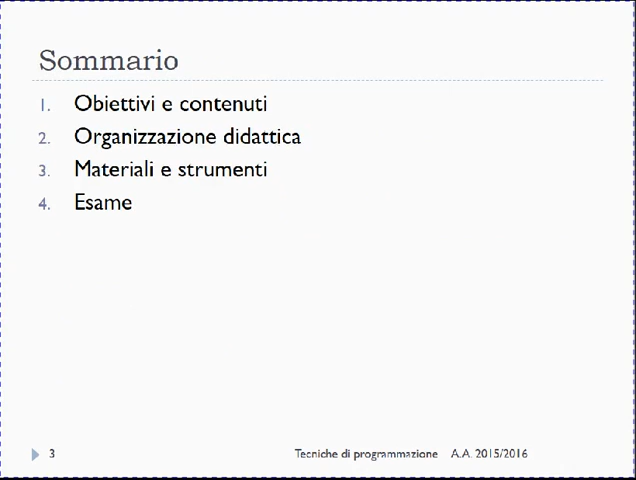 Sommario
1. Obiettivi e contenuti
2. Organizzazione didattica
3. Materiali e strumenti
4. Esame
3 Tecniche di programmazione A.A. 2015/2016